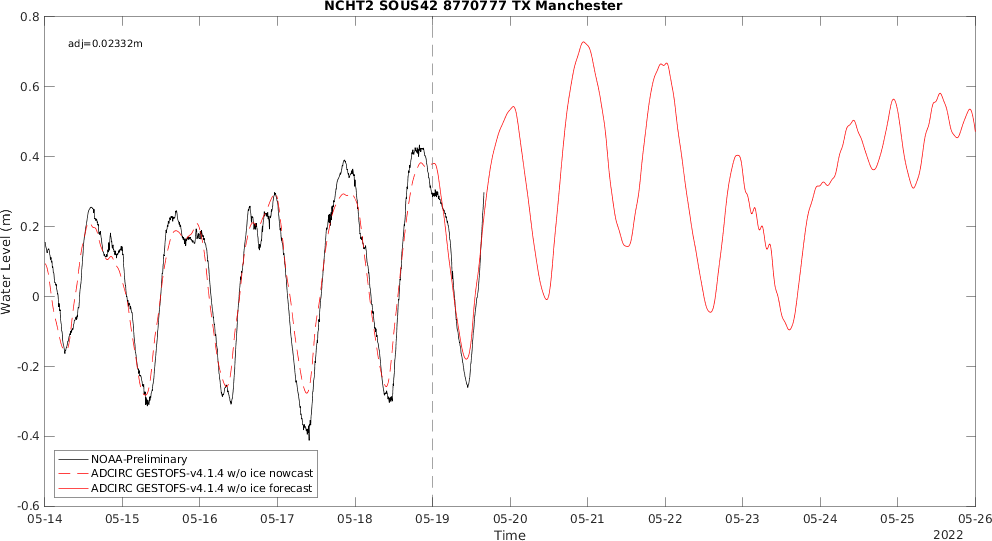 NCHT2 SOUS42 8770777 TX Manchester
adj=0.02332m
0.8
0.6
0.4
0.2
0
-0.2
-0.4
-0.6
Water Level (m)
NOAA-Preliminary
ADCIRC GESTOFS-v4.1.4 w/o ice nowcast
ADCIRC GESTOFS-v4.1.4 w/o ice forecast
05-14 05-15 05-16 05-17 05-18 05-19 05-20 05-21 05-22 05-23 05-24 05-25 05-26
Time
2022